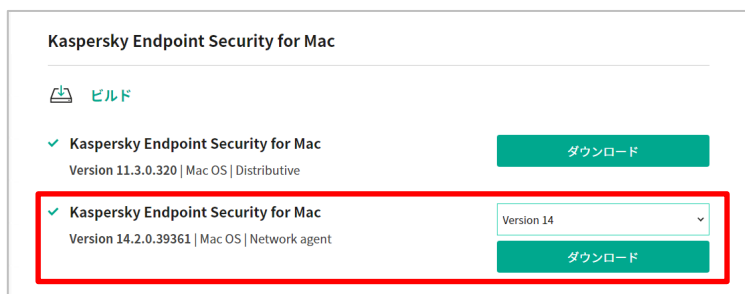 Kaspersky Endpoint Security for Mac
ビルド
Kaspersky Endpoint Security for Mac
ダウンロード
Version 11.3.0.320 | Mac OS | Distributive
Kaspersky Endpoint Security for Mac
Version 14
Version 14.2.0.39361 | Mac OS | Network agent
ダウンロード